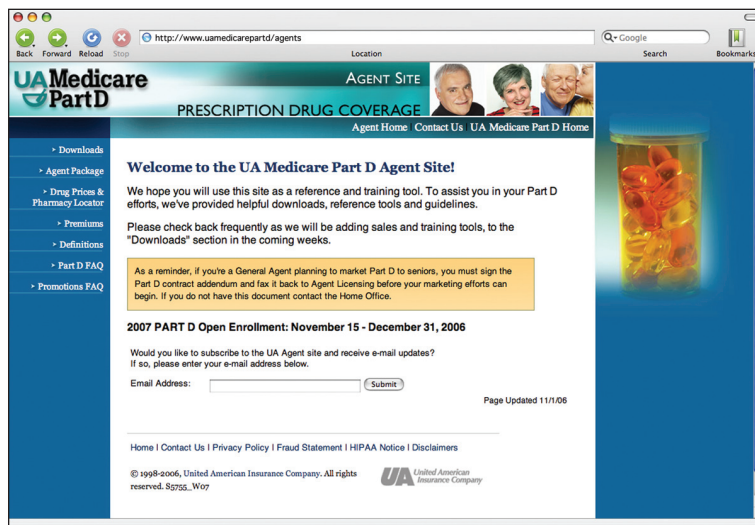 http://www.uamedicarepartd/agents
Google
Back Forward Reload Stop Location Search Bookmarks
UA Medicare
Part D
AGENT SITE
PRESCRIPTION DRUG COVERAGE
Agent Home | Contact Us | UA Medicare Part D Home
> Downloads
> Agent Package
> Drug Prices &
Pharmacy Locator
> Premiums
> Definitions
> Part D FAQ
> Promotions FAQ
Welcome to the UA Medicare Part D Agent Site!
We hope you will use this site as a reference and training tool. To assist you in your Part D
efforts, we've provided helpful downloads, reference tools and guidelines.
Please check back frequently as we will be adding sales and training tools, to the
"Downloads" section in the coming weeks.
As a reminder, if you're a General Agent planning to market Part D to seniors, you must sign the
Part D contract addendum and fax it back to Agent Licensing before your marketing efforts can
begin. If you do not have this document contact the Home Office.
2007 PART D Open Enrollment: November 15 - December 31, 2006
Would you like to subscribe to the UA Agent site and receive e-mail updates?
If so, please enter your e-mail address below.
Email Address: Submit
Page Updated 11/1/06
Home I Contact Us I Privacy Policy I Fraud Statement I HIPAA Notice I Disclaimers
© 1998-2006, United American Insurance Company. All rights
reserved. S5755_W07
UA United American
Insurance Company